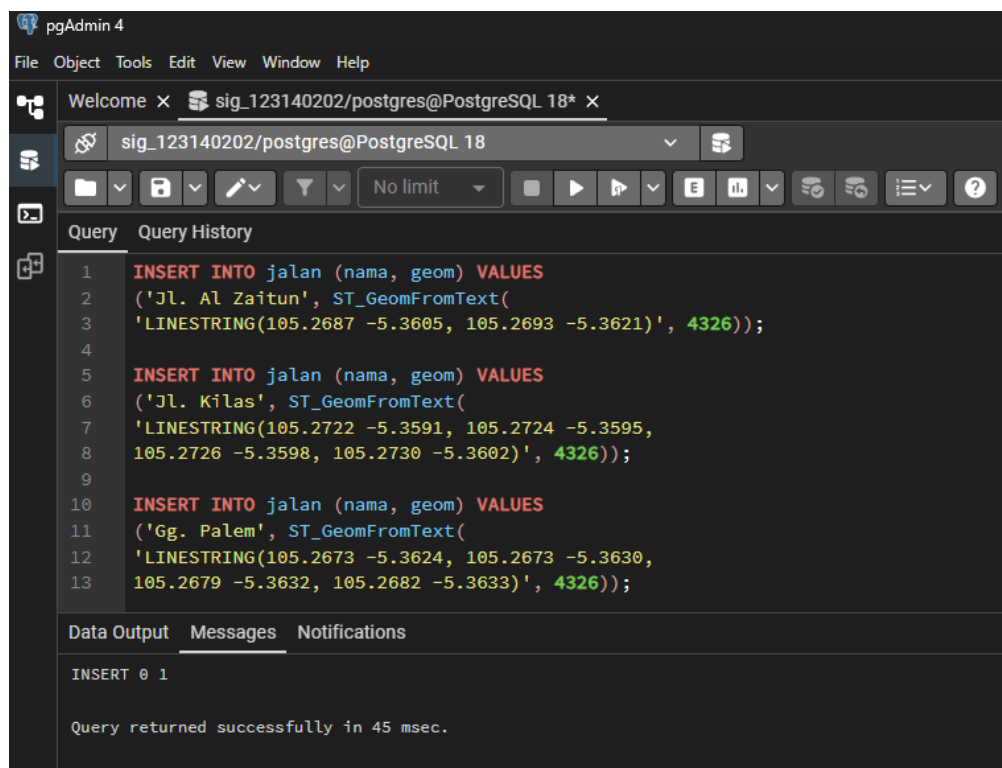 pgAdmin 4
File Object Tools Edit View Window Help
Welcome sig_123140202/postgres@PostgreSQL 18*
sig_123140202/postgres@PostgreSQL 18
No limit
E
Query Query History
1 INSERT INTO jalan (nama, geom) VALUES
2 ('Jl. Al Zaitun', ST_GeomFromText(
3 'LINESTRING(105.2687 -5.3605, 105.2693 -5.3621)', 4326));
4
5 INSERT INTO jalan (nama, geom) VALUES
6 ('Jl. Kilas', ST_GeomFromText(
7 'LINESTRING(105.2722 -5.3591, 105.2724 -5.3595,
8 105.2726 -5.3598, 105.2730 -5.3602)', 4326));
9
10 INSERT INTO jalan (nama, geom) VALUES
11 ('Gg. Palem', ST_GeomFromText(
12 'LINESTRING(105.2673 -5.3624, 105.2673 -5.3630,
13 105.2679 -5.3632, 105.2682 -5.3633)', 4326));
Data Output Messages Notifications
INSERT 0 1
Query returned successfully in 45 msec.